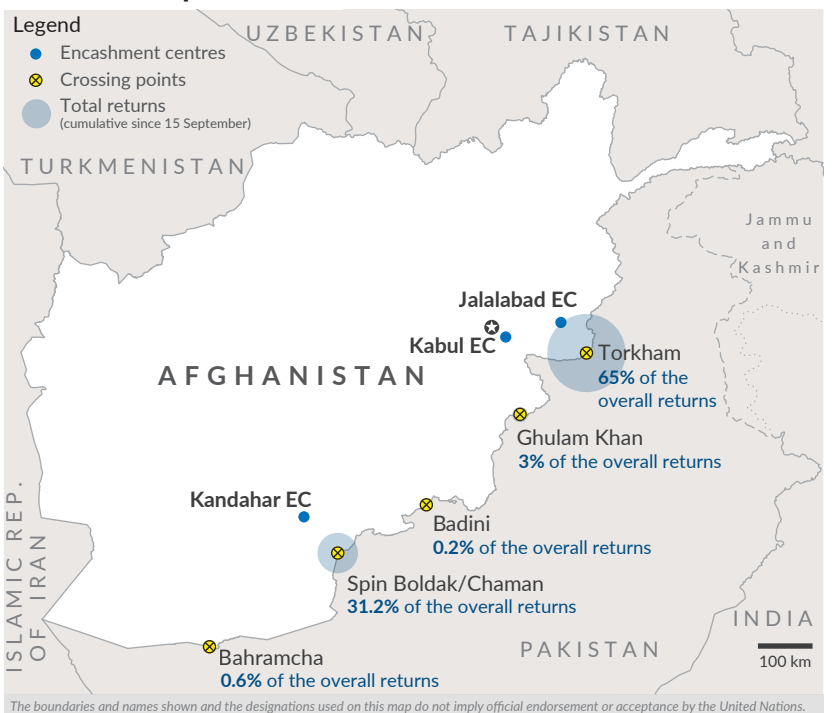 Legend
Encashment centres
Crossing points
Total returns
(cumulative since 15 September)
UZBEKISTAN
TAJIKISTAN
TURKMENISTAN
Jammu
and
Kashmir
Jalalabad EC
Kabul EC
AFGHANISTAN
Torkham
65% of the
overall returns
Ghulam Khan
3% of the overall returns
Kandahar EC
Badini
0.2% of the overall returns
Spin Boldak/Chaman
31.2% of the overall returns
ISLAMIC REP.
OF IRAN
INDIA
PAKISTAN
100 km
Bahramcha
0.6% of the overall returns
The boundaries and names shown and the designations used on this map do not imply official endorsement or acceptance by the United Nations.